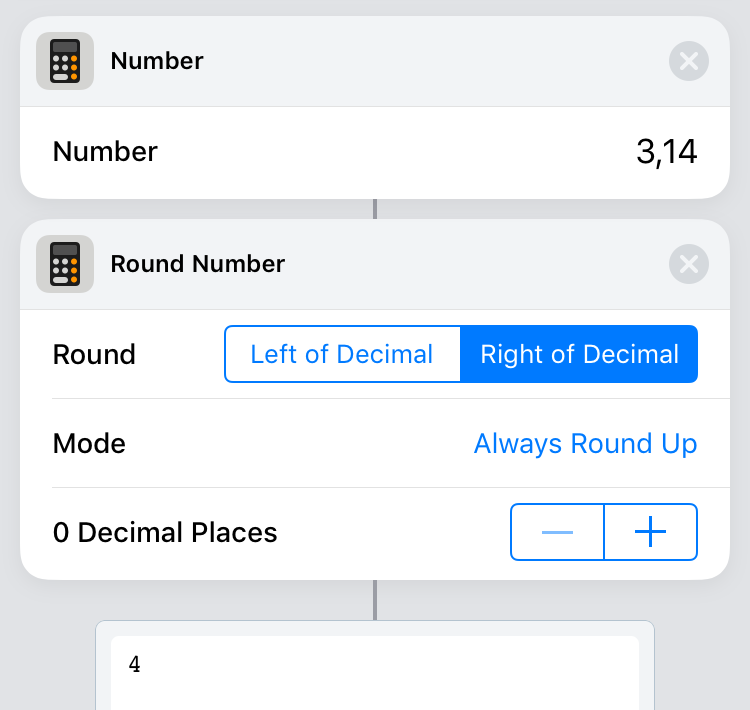 Number
Number 3,14
Round Number
Round Left of Decimal Right of Decimal
Mode Always Round Up
0 Decimal Places
4